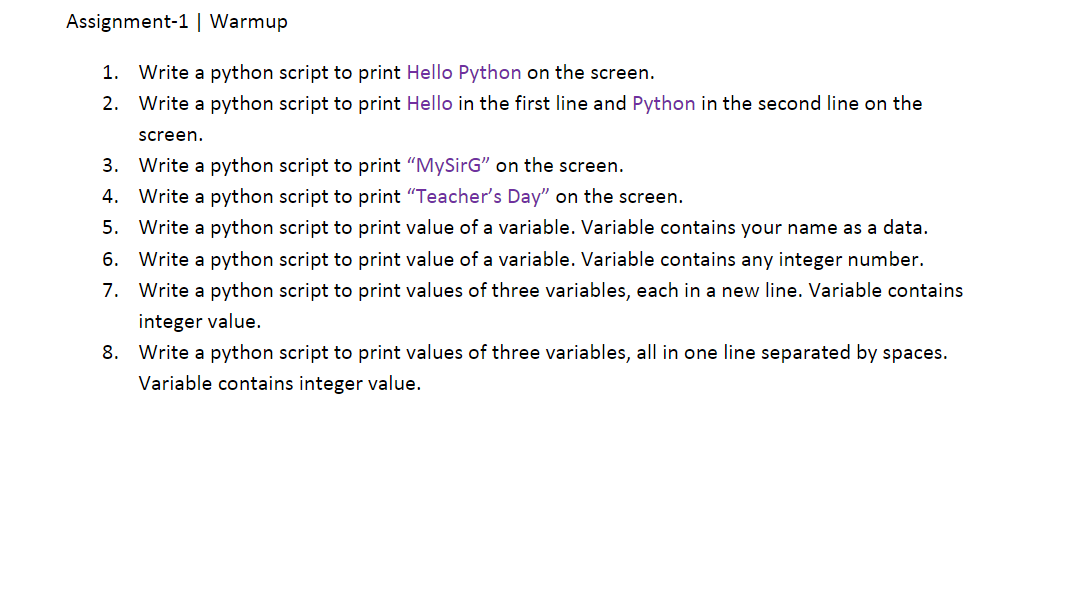 Assignment-1 | Warmup
1. Write a python script to print Hello Python on the screen.
2. Write a python script to print Hello in the first line and Python in the second line on the
screen.
3. Write a python script to print “MySirG” on the screen.
4. Write a python script to print “Teacher’s Day” on the screen.
5. Write a python script to print value of a variable. Variable contains your name as a data.
6. Write a python script to print value of a variable. Variable contains any integer number.
7. Write a python script to print values of three variables, each in a new line. Variable contains
integer value.
8. Write a python script to print values of three variables, all in one line separated by spaces.
Variable contains integer value.